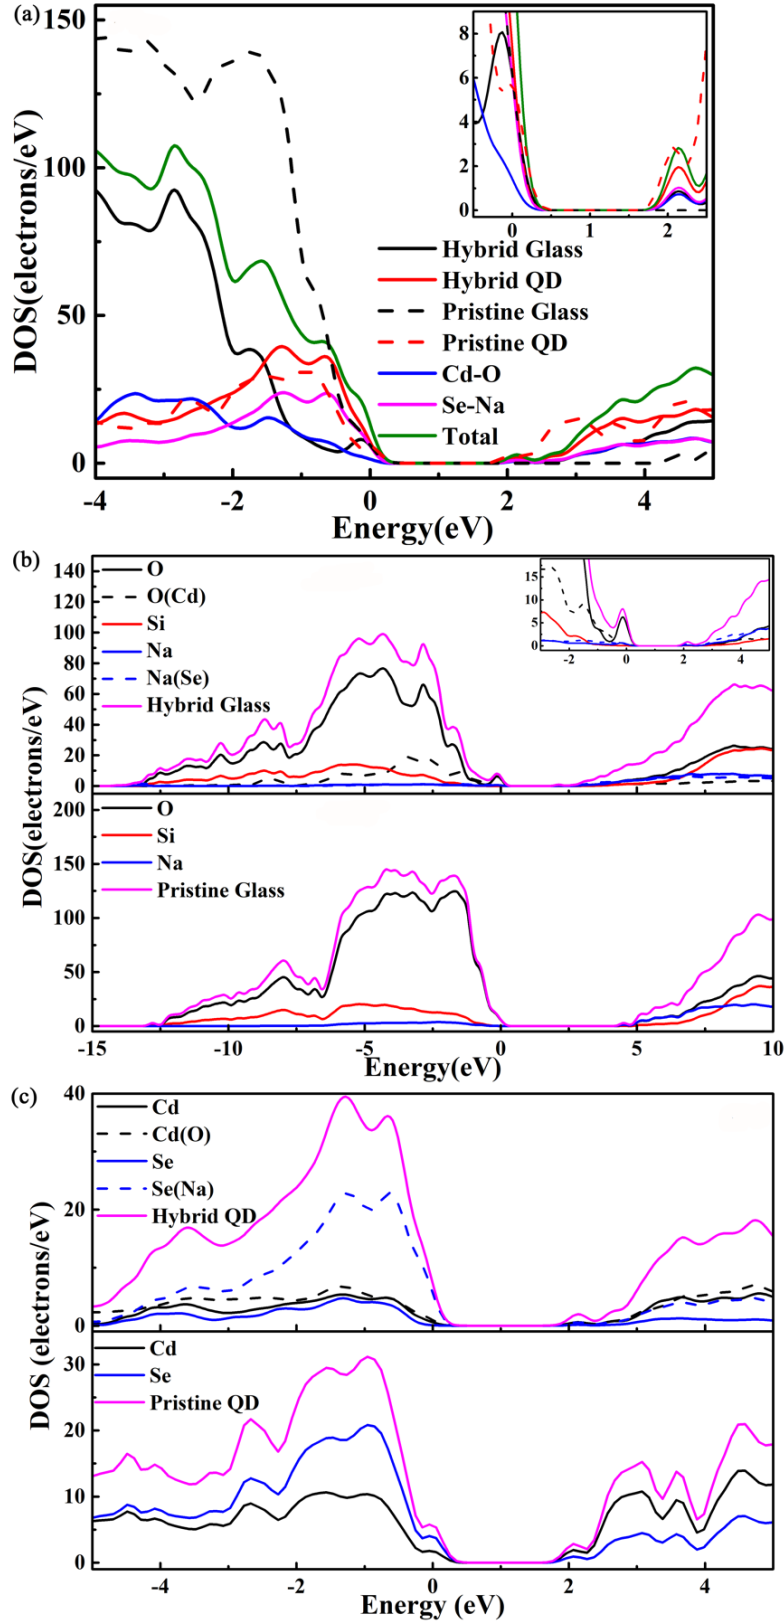 (a)
150
100
50
0
DOS(electrons/eV)
8
6
4
2
0
0 1 2
Hybrid Glass
Hybrid QD
Pristine Glass
Pristine QD
Cd-O
Se-Na
Total
-4 -2 0 2 4
Energy(eV)
(b)
140
120
100
80
60
40
20
0
DOS(electrons/eV)
O
O(Cd)
Si
Na
Na(Se)
Hybrid Glass
15
10
5
0
-2 0 2 4
200
150
100
50
0
DOS(electrons/eV)
O
Si
Na
Pristine Glass
-15 -10 -5 0 5 10
Energy(eV)
(c)
40
20
0
DOS (electrons/eV)
Cd
Cd(O)
Se
Se(Na)
Hybrid QD
30
20
10
0
Cd
Se
Pristine QD
-4 -2 0 2 4
Energy (eV)